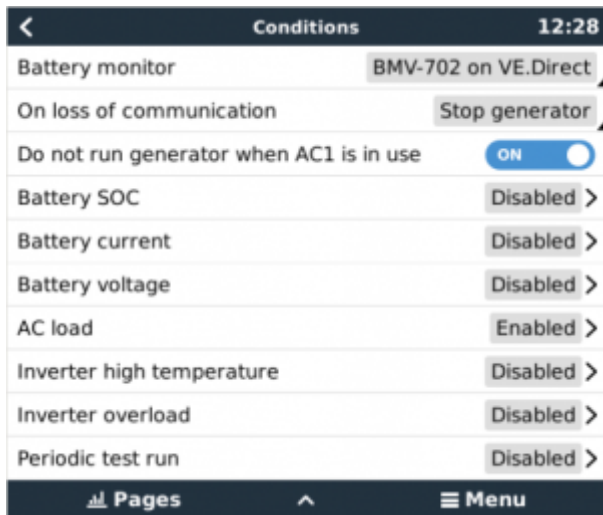 Conditions 12:28
Battery monitor BMV-702 on VE.Direct
On loss of communication Stop generator
Do not run generator when AC1 is in use ON
Battery SOC Disabled
Battery current Disabled
Battery voltage Disabled
AC load Enabled
Inverter high temperature Disabled
Inverter overload Disabled
Periodic test run Disabled
Pages Menu